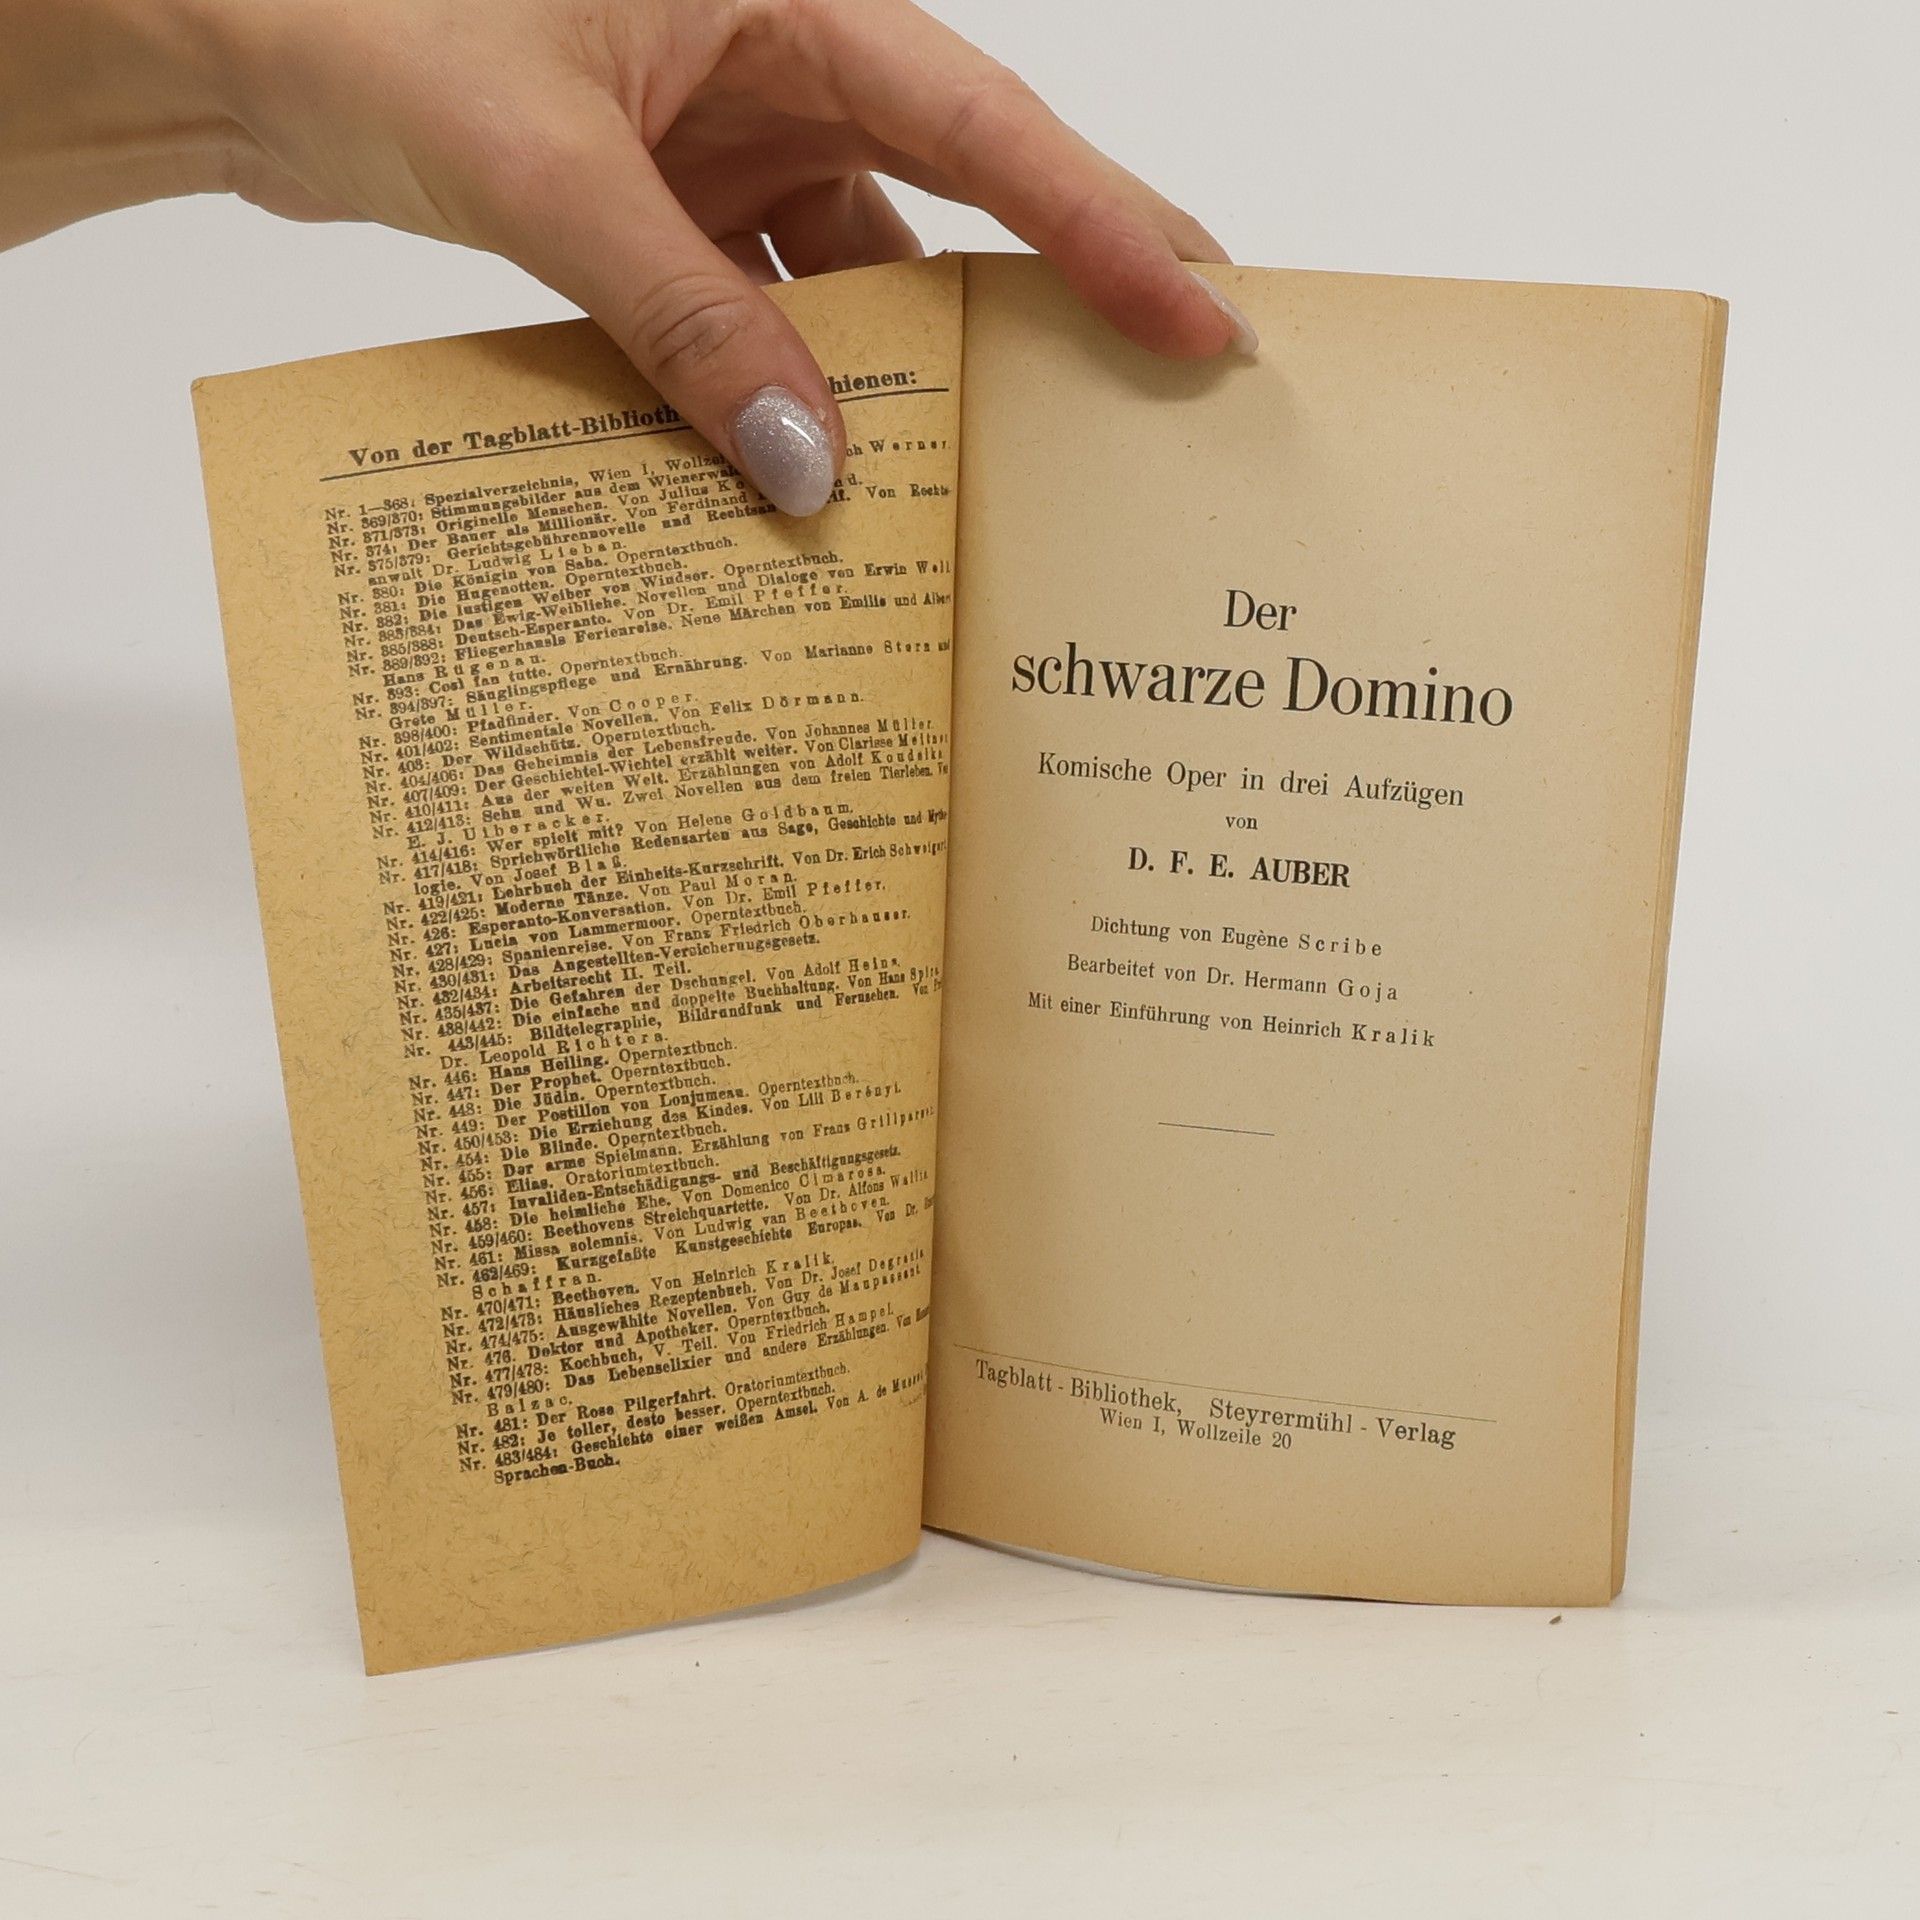 Von der Tagblatt-Biblioth hienen:
Nr. 1—368: Spezialverzeichnis, Wien I, Wollzei
Nr. 369/370: Stimmungsbilder aus dem Wienerwal Werner.
Nr. 371/373: Originelle Menschen. Von Julius
Nr. 374: Der Bauer als Millionär. Von Ferdinand
Nr. 375/379: Gerichtsgebührennovelle und Rechtsan Von Rechts-
anwalt Dr. Ludwig Lieban.
Nr. 380: Die Königin von Saba. Operntextbuch.
Nr. 381: Die Hugenotten. Operntextbuch.
Nr. 382: Die lustigen Weiber von Windsor. Operntextbuch.
Nr. 383/384: Das Ewig-Weibliche. Novellen und Dialoge von Erwin Well
Nr. 385/388: Deutsch-Esperanto. Von Dr. Emil Pfeffer.
Nr. 389/392: Fliegerhansls Ferienreise. Neue Märchen von Emilie und Albert
Hans Rügenau.
Nr. 393: Così fan tutte. Operntextbuch.
Nr. 394/397: Säuglingspflege und Ernährung. Von Marianne Stern und
Grete Müller.
Nr. 398/400: Pfadfinder. Von Cooper.
Nr. 401/402: Sentimentale Novellen. Von Felix Dörmann.
Nr. 403: Der Wildschütz. Operntextbuch.
Nr. 404/406: Das Geheimnis der Lebensfreude. Von Johannes Müller.
Nr. 407/409: Der Geschichtel-Wichtel erzählt weiter. Von Clarisse Meitner
Nr. 410/411: Aus der weiten Welt. Erzählungen von Adolf Koudelka
Nr. 412/413: Sehn und Wu. Zwei Novellen aus dem freien Tierleben. Von
E. J. Uiberacker.
Nr. 414/416: Wer spielt mit? Von Helene Goldbaum.
Nr. 417/418: Sprichwörtliche Redensarten aus Sage, Geschichte und Mytho
logie. Von Josef Blaß.
Nr. 419/421: Lehrbuch der Einheits-Kurzschrift. Von Dr. Erich Schweigert
Nr. 422/425: Moderne Tänze. Von Paul Moran.
Nr. 426: Esperanto-Konversation. Von Dr. Emil Pfeffer.
Nr. 427: Lucia von Lammermoor. Operntextbuch.
Nr. 428/429: Spanienreise. Von Franz Friedrich Oberhauser.
Nr. 430/431: Das Angestellten-Versicherungsgesetz.
Nr. 432/434: Arbeitsrecht II. Teil.
Nr. 435/437: Die Gefahren der Dschungel. Von Adolf Heins.
Nr. 438/442: Die einfache und doppelte Buchhaltung. Von Hans Spira
Nr. 443/445: Bildtelegraphie, Bildrundfunk und Fernsehen. Von
Dr. Leopold Richtera.
Nr. 446: Hans Heiling. Operntextbuch.
Nr. 447: Der Prophet. Operntextbuch.
Nr. 448: Die Jüdin. Operntextbuch.
Nr. 449: Der Postillon von Lonjumeau. Operntextbuch.
Nr. 450/453: Die Erziehung des Kindes. Von Lili Berényi.
Nr. 454: Die Blinde. Operntextbuch.
Nr. 455: Der arme Spielmann. Erzählung von Franz Grillparzer
Nr. 456: Elias. Oratoriumtextbuch.
Nr. 457: Invaliden-Entschädigungs- und Beschäftigungsgesetz.
Nr. 458: Die heimliche Ehe. Von Domenico Cimarosa.
Nr. 459/460: Beethovens Streichquartette. Von Dr. Alfons Wallis
Nr. 461: Missa solemnis. Von Ludwig van Beethoven.
Nr. 462/469: Kurzgefaßte Kunstgeschichte Europas. Von Dr.
Schaffran.
Nr. 470/471: Beethoven. Von Heinrich Kralik.
Nr. 472/473: Häusliches Rezeptenbuch. Von Dr. Josef Degratis
Nr. 474/475: Ausgewählte Novellen. Von Guy de Maupassant
Nr. 476. Doktor und Apotheker. Operntextbuch.
Nr. 477/478: Kochbuch, V. Teil. Von Friedrich Hampel.
Nr. 479/480: Das Lebenselixier und andere Erzählungen. Von
Balzac.
Nr. 481: Der Rose Pilgerfahrt. Oratoriumtextbuch.
Nr. 482: Je toller, desto besser. Operntextbuch.
Nr. 483/484: Geschichte einer weißen Amsel. Von A. de Musset
Sprachen-Buch.
Der
schwarze Domino
Komische Oper in drei Aufzügen
von
D. F. E. AUBER
Dichtung von Eugène Scribe
Bearbeitet von Dr. Hermann Goja
Mit einer Einführung von Heinrich Kralik
Tagblatt - Bibliothek, Steyrermühl - Verlag
Wien I, Wollzeile 20